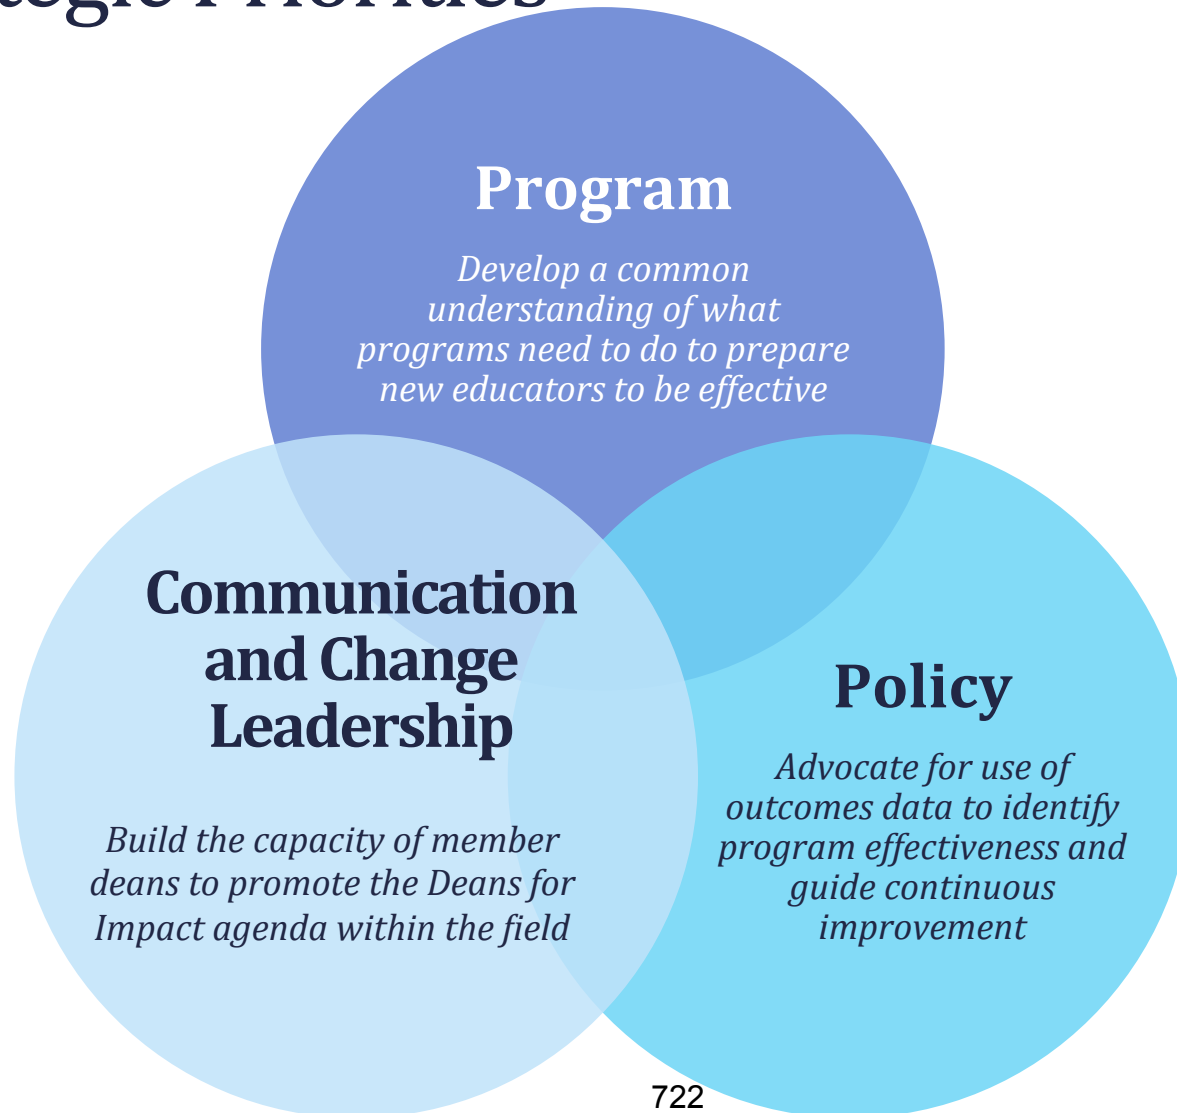 Priorities
Program
Develop a common
understanding of what
programs need to do to prepare
new educators to be effective
Communication
and Change
Leadership
Build the capacity of member
deans to promote the Deans for
Impact agenda within the field
Policy
Advocate for use of
outcomes data to identify
program effectiveness and
guide continuous
improvement
722